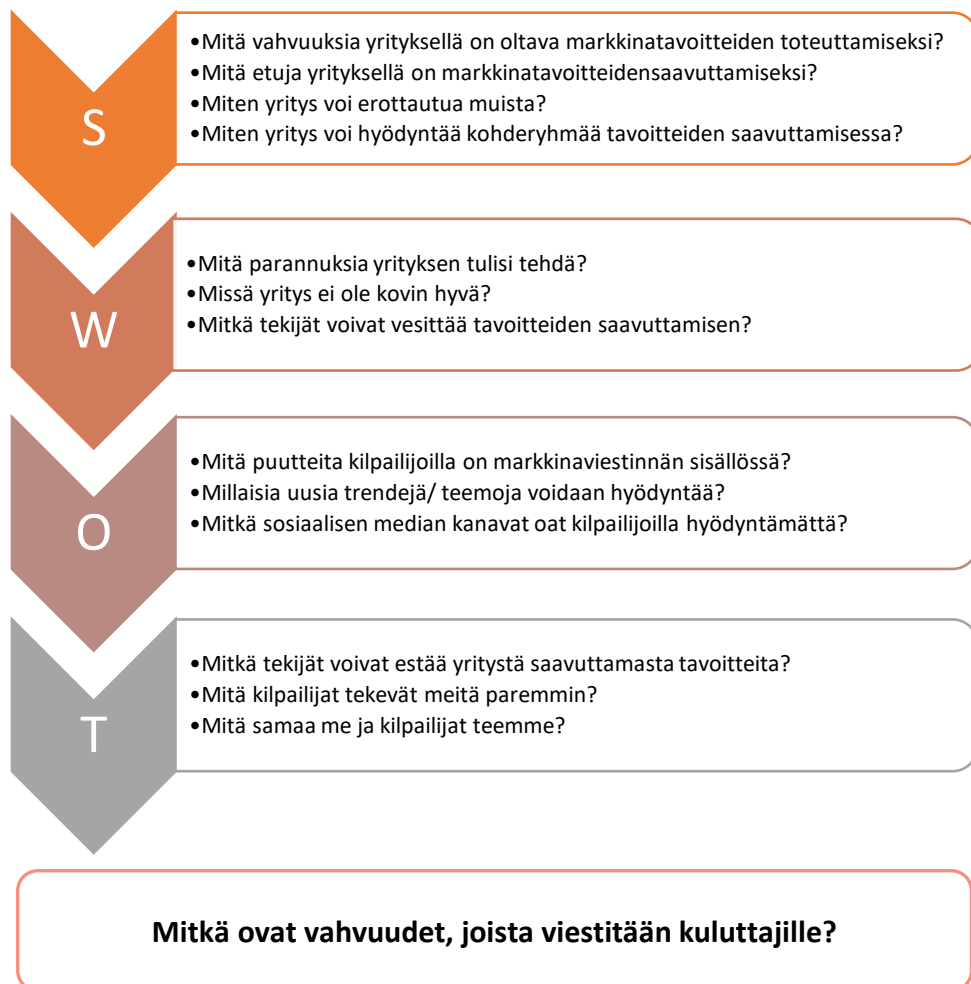 S
•Mitä vahvuuksia yrityksellä on oltava markkinatavoitteiden toteuttamiseksi?
•Mitä etuja yrityksellä on markkinatavoitteidensaavuttamiseksi?
•Miten yritys voi erottautua muista?
•Miten yritys voi hyödyntää kohderyhmää tavoitteiden saavuttamisessa?
W
•Mitä parannuksia yrityksen tulisi tehdä?
•Missä yritys ei ole kovin hyvä?
•Mitkä tekijät voivat vesittää tavoitteiden saavuttamisen?
O
•Mitä puutteita kilpailijoilla on markkinaviestinnän sisällössä?
•Millaisia uusia trendejä/ teemoja voidaan hyödyntää?
•Mitkä sosiaalisen median kanavat oat kilpailijoilla hyödyntämättä?
T
•Mitkä tekijät voivat estää yritystä saavuttamasta tavoitteita?
•Mitä kilpailijat tekevät meitä paremmin?
•Mitä samaa me ja kilpailijat teemme?
Mitkä ovat vahvuudet, joista viestitään kuluttajille?